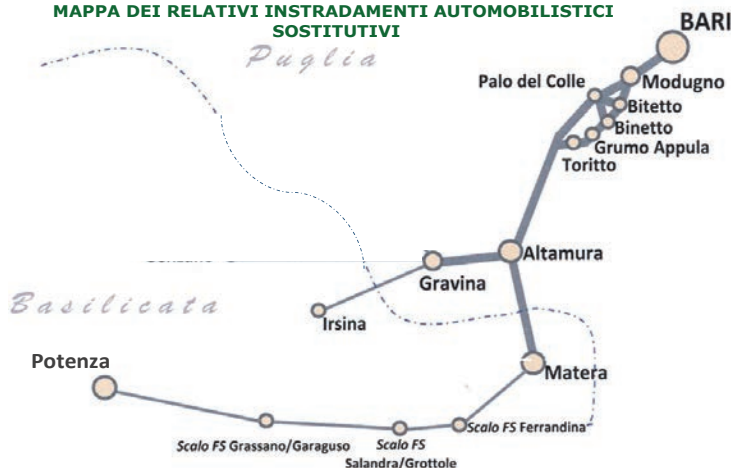 MAPPA DEI RELATIVI INSTRADAMENTI AUTOMOBILISTICI
SOSTITUTIVI
Puglia
BARI
Palo del Colle
Modugno
Bitetto
Binetto
Grumo Appula
Toritto
Altamura
Gravina
Basilicata
Irsina
Potenza
Matera
Scalo FS Grassano/Garaguso
Scalo FS
Salandra/Grottole
Scalo FS Ferrandina